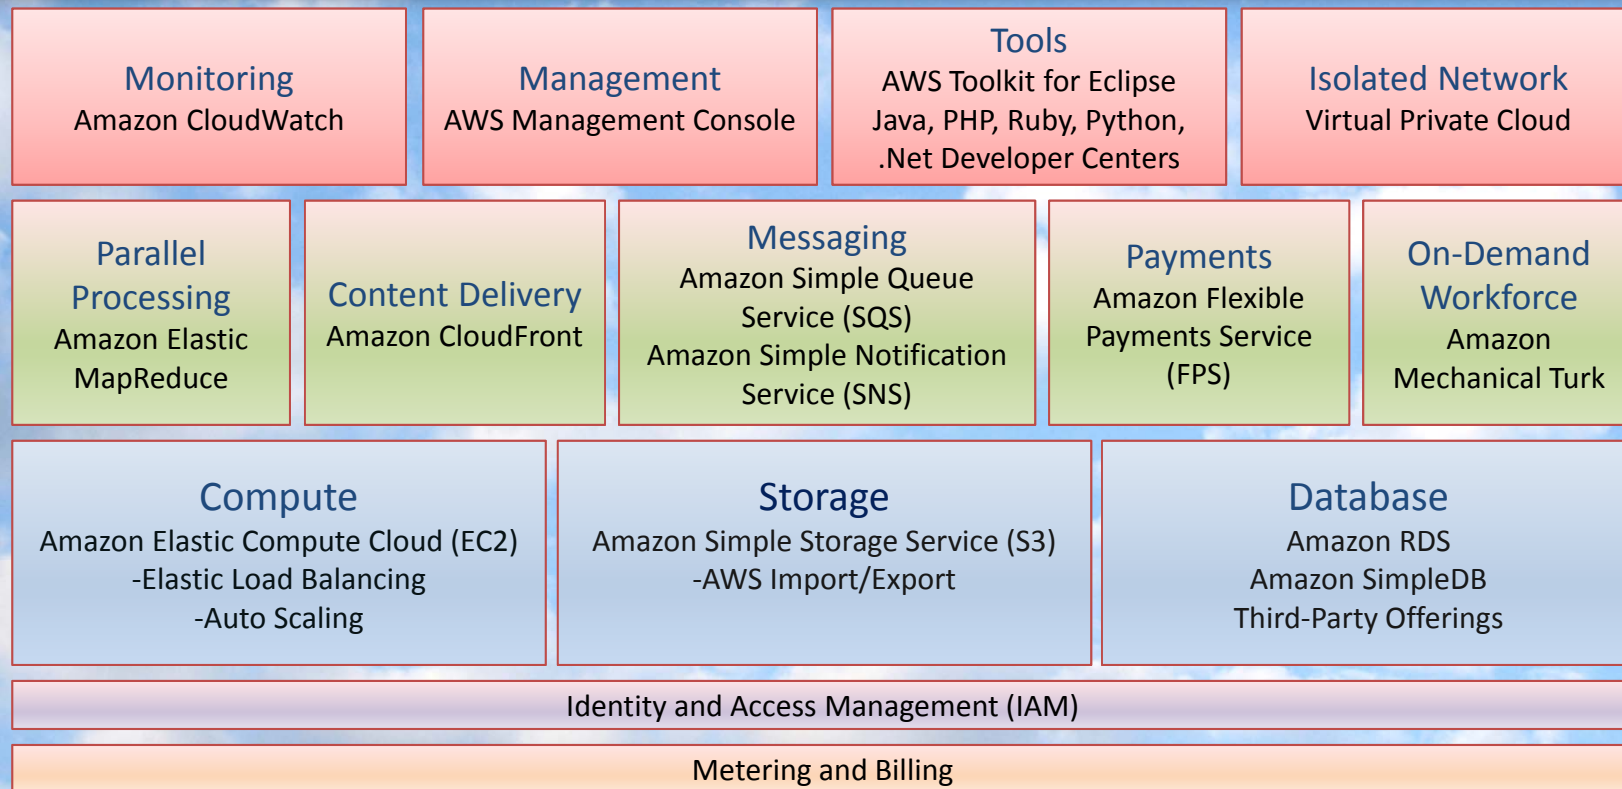 Monitoring
Amazon CloudWatch
Management
AWS Management Console
Tools
AWS Toolkit for Eclipse
Java, PHP, Ruby, Python,
.Net Developer Centers
Isolated Network
Virtual Private Cloud
Parallel
Processing
Amazon Elastic
MapReduce
Content Delivery
Amazon CloudFront
Messaging
Amazon Simple Queue
Service (SQS)
Amazon Simple Notification
Service (SNS)
Payments
Amazon Flexible
Payments Service
(FPS)
On-Demand
Workforce
Amazon
Mechanical Turk
Compute
Amazon Elastic Compute Cloud (EC2)
-Elastic Load Balancing
-Auto Scaling
Storage
Amazon Simple Storage Service (S3)
-AWS Import/Export
Database
Amazon RDS
Amazon SimpleDB
Third-Party Offerings
Identity and Access Management (IAM)
Metering and Billing